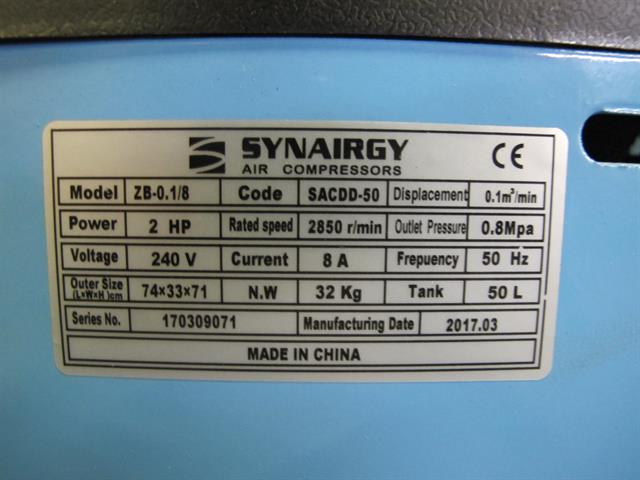 SYNAIRGY
AIR COMPRESSORS
CE
Model ZB-0.1/8 Code SACDD-50 Displacement 0.1m³/min
Power 2 HP Rated speed 2850 r/min Outlet Pressure 0.8Mpa
Voltage 240 V Current 8 A Frepuency 50 Hz
Outer Size (L×W×H)cm 74×33×71 N.W 32 Kg Tank 50 L
Series No. 170309071 Manufacturing Date 2017.03
MADE IN CHINA